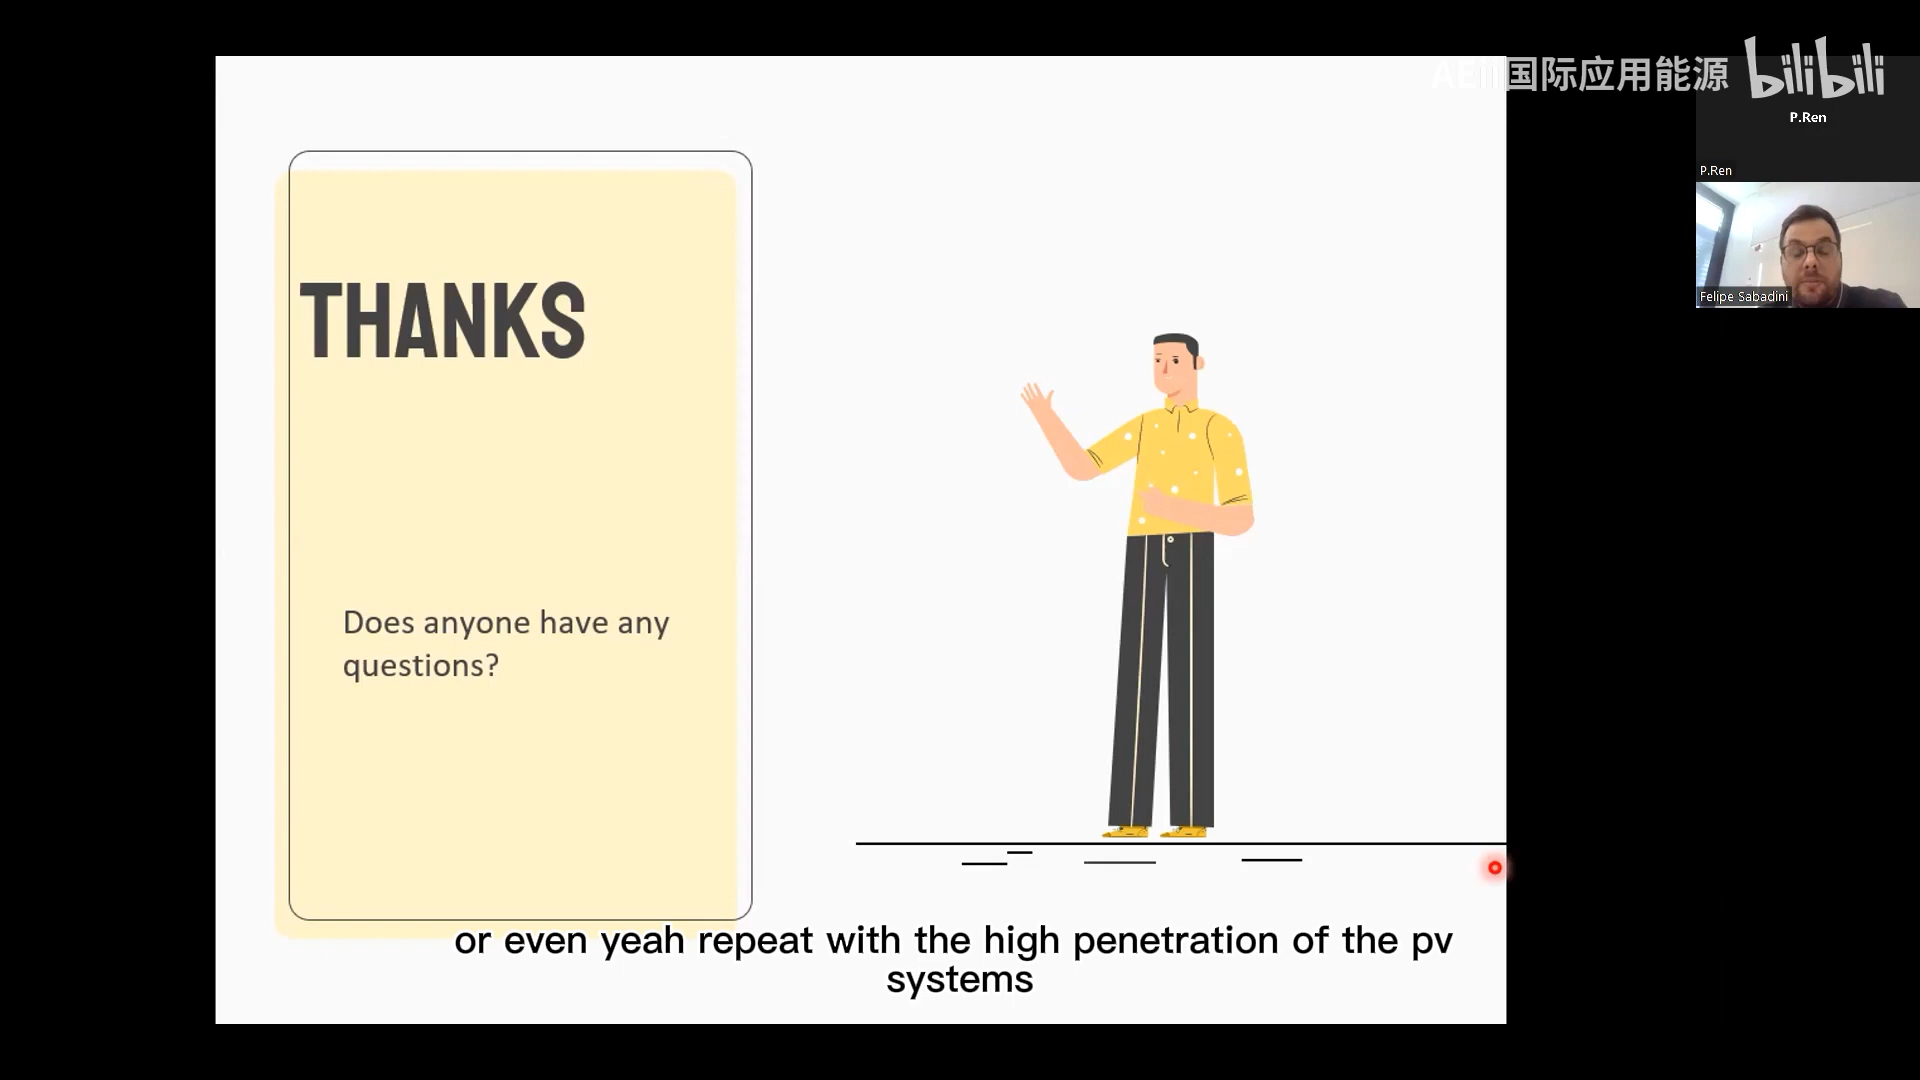 AEii国际应用能源 bilibili
P.Ren
P.Ren
Felipe Sabadini
THANKS
Does anyone have any
questions?
or even yeah repeat with the high penetration of the pv
systems